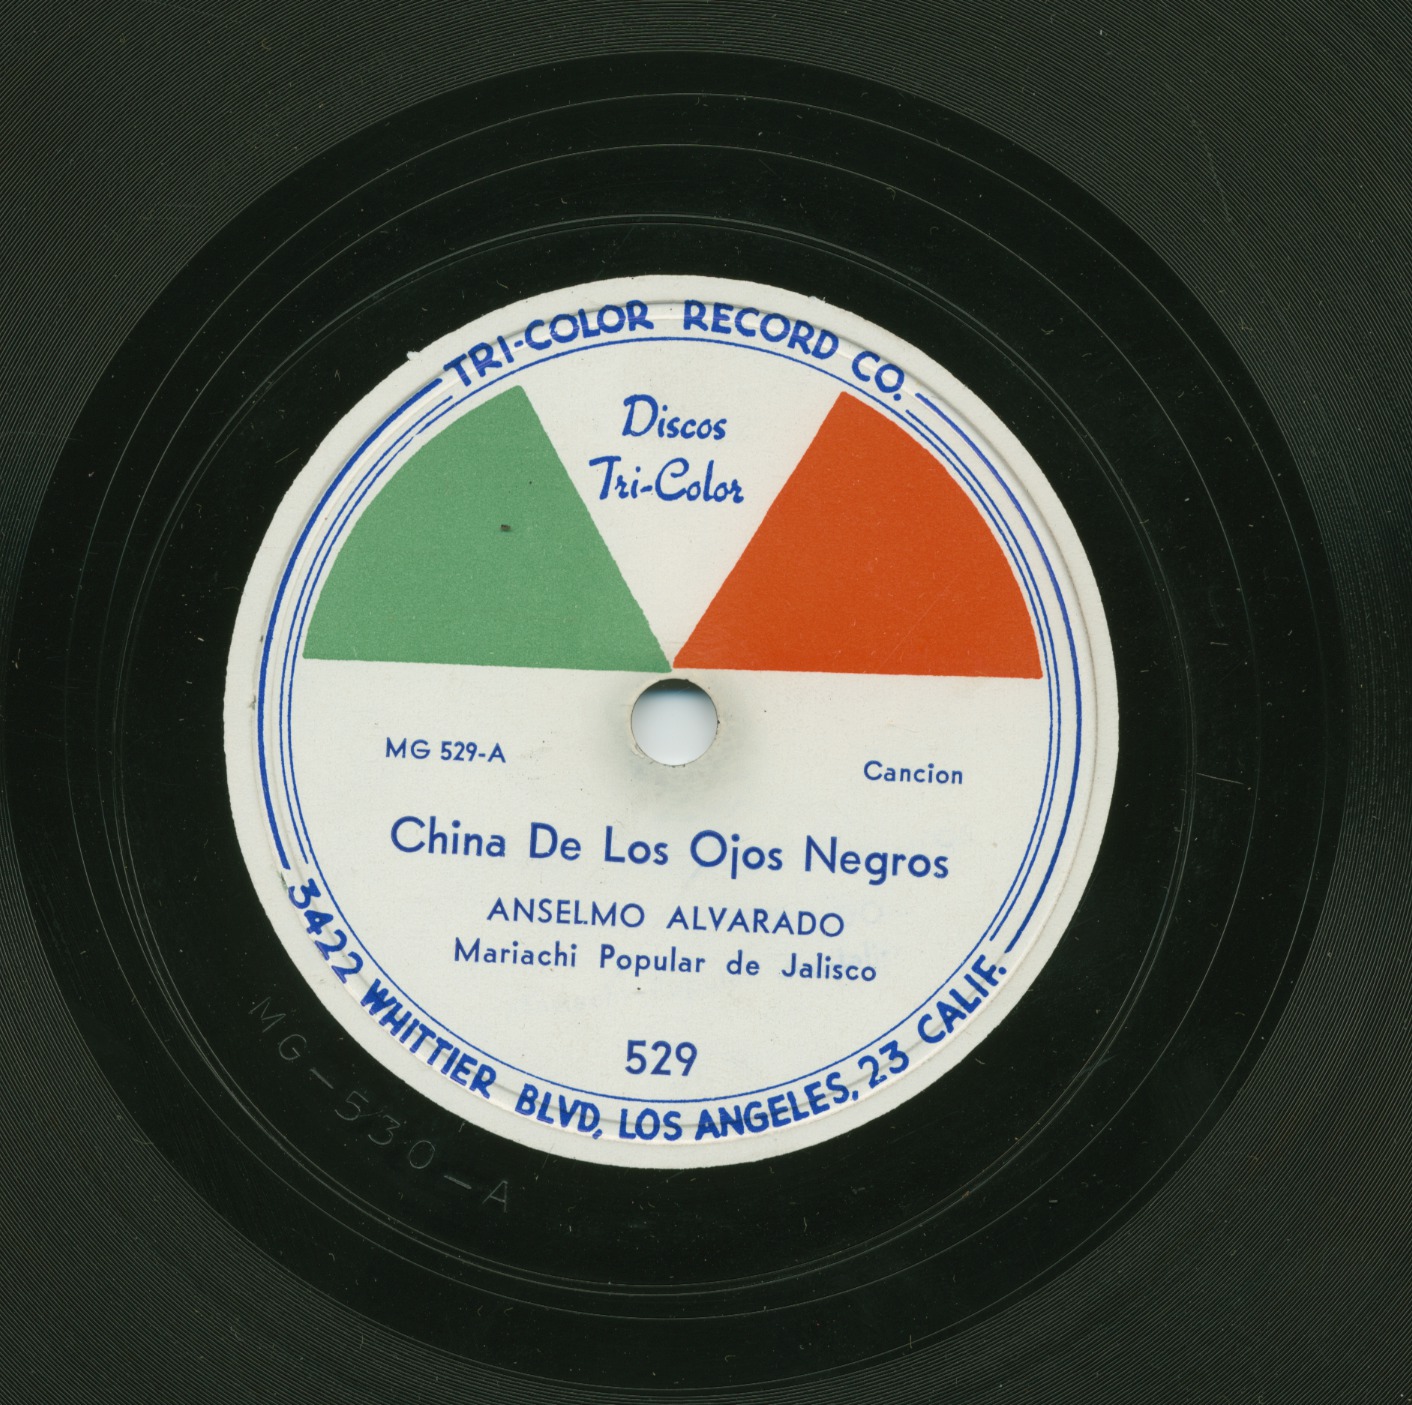 TRI-COLOR RECORD CO.
Discos
Tri-Color
MG 529-A
Cancion
China De Los Ojos Negros
ANSELMO ALVARADO
Mariachi Popular de Jalisco
529
3422 WHITTIER BLVD, LOS ANGELES, 23 CALIF.
MG-530-A